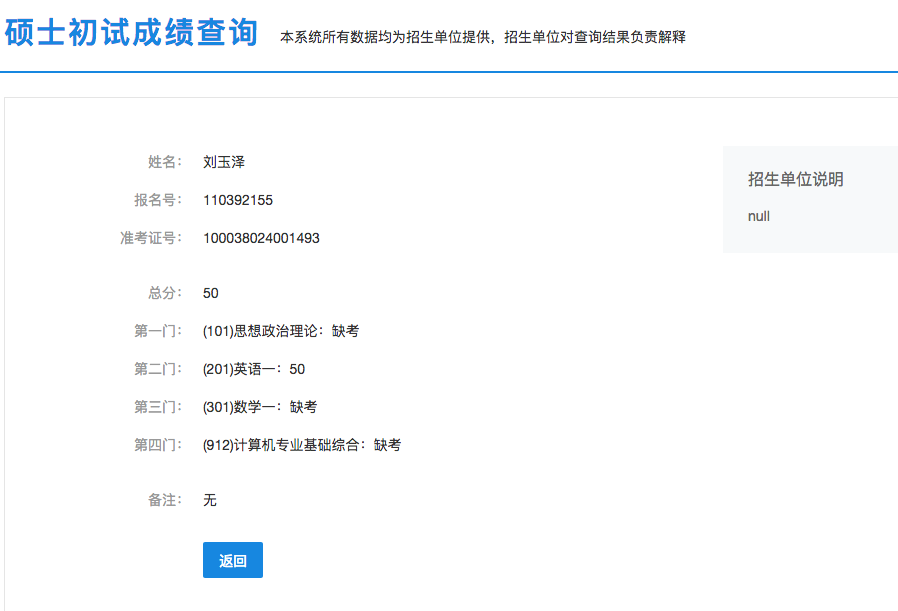 硕士初试成绩查询 本系统所有数据均为招生单位提供，招生单位对查询结果负责解释
姓名： 刘玉泽
报名号： 110392155
准考证号： 100038024001493
总分： 50
第一门： (101)思想政治理论：缺考
第二门： (201)英语一：50
第三门： (301)数学一：缺考
第四门： (912)计算机专业基础综合：缺考
备注： 无
返回
招生单位说明
null